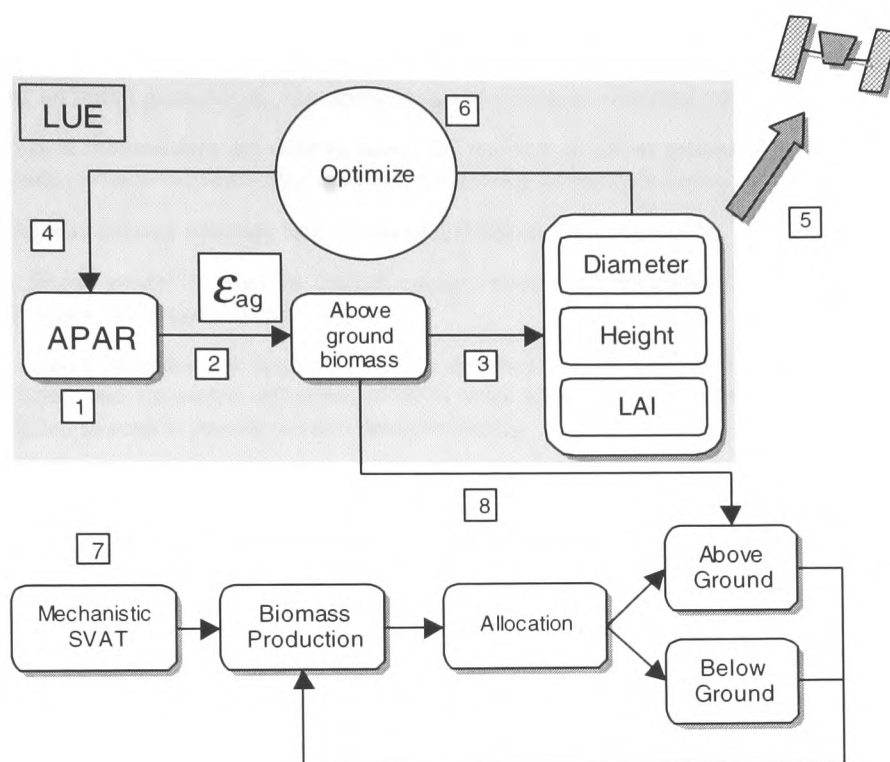 LUE
6
Optimize
4
5
Diameter
ε ag
Above
ground
biomass
APAR
Height
2
3
1
LAI
8
7
Above
Ground
Mechanistic
SVAT
Biomass
Production
Allocation
Below
Ground